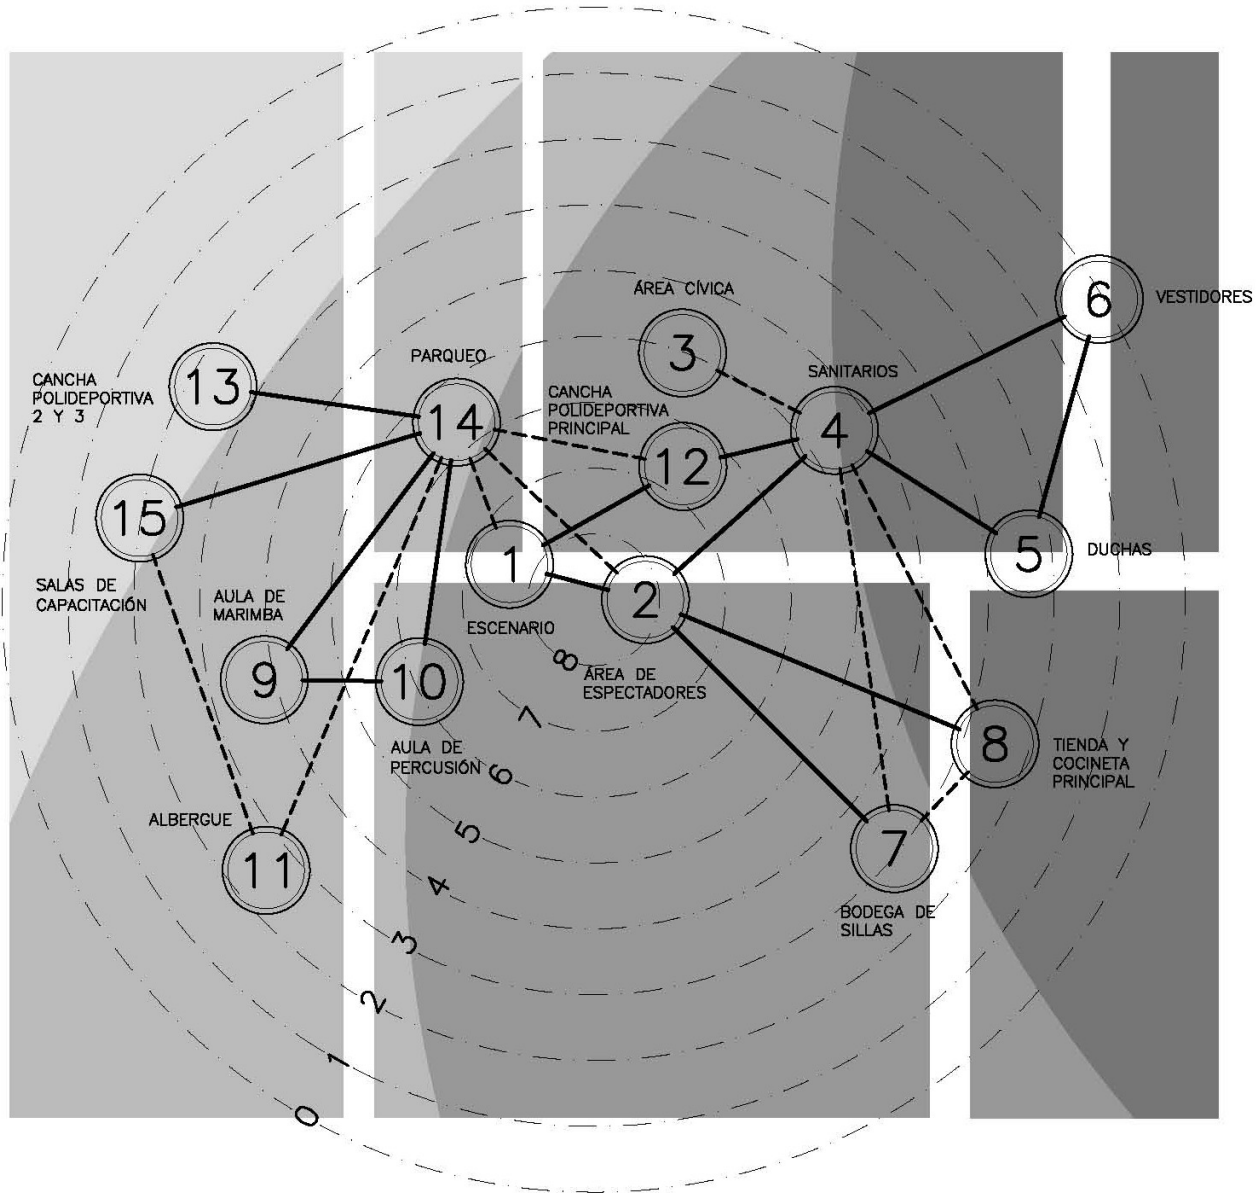 ÁREA CÍVICA
3
6
VESTIDORES
PARQUEO
14
CANCHA
POLIDEPORTIVA
2 Y 3
13
CANCHA
POLIDEPORTIVA
PRINCIPAL
12
SANITARIOS
4
15
SALAS DE
CAPACITACIÓN
1
ESCENARIO
2
ÁREA DE
ESPECTADORES
5
DUCHAS
AULA DE
MARIMBA
9
10
AULA DE
PERCUSIÓN
8
TIENDA Y
COCINETA
PRINCIPAL
ALBERGUE
11
7
BODEGA DE
SILLAS
8
7
6
5
4
3
2
1
0